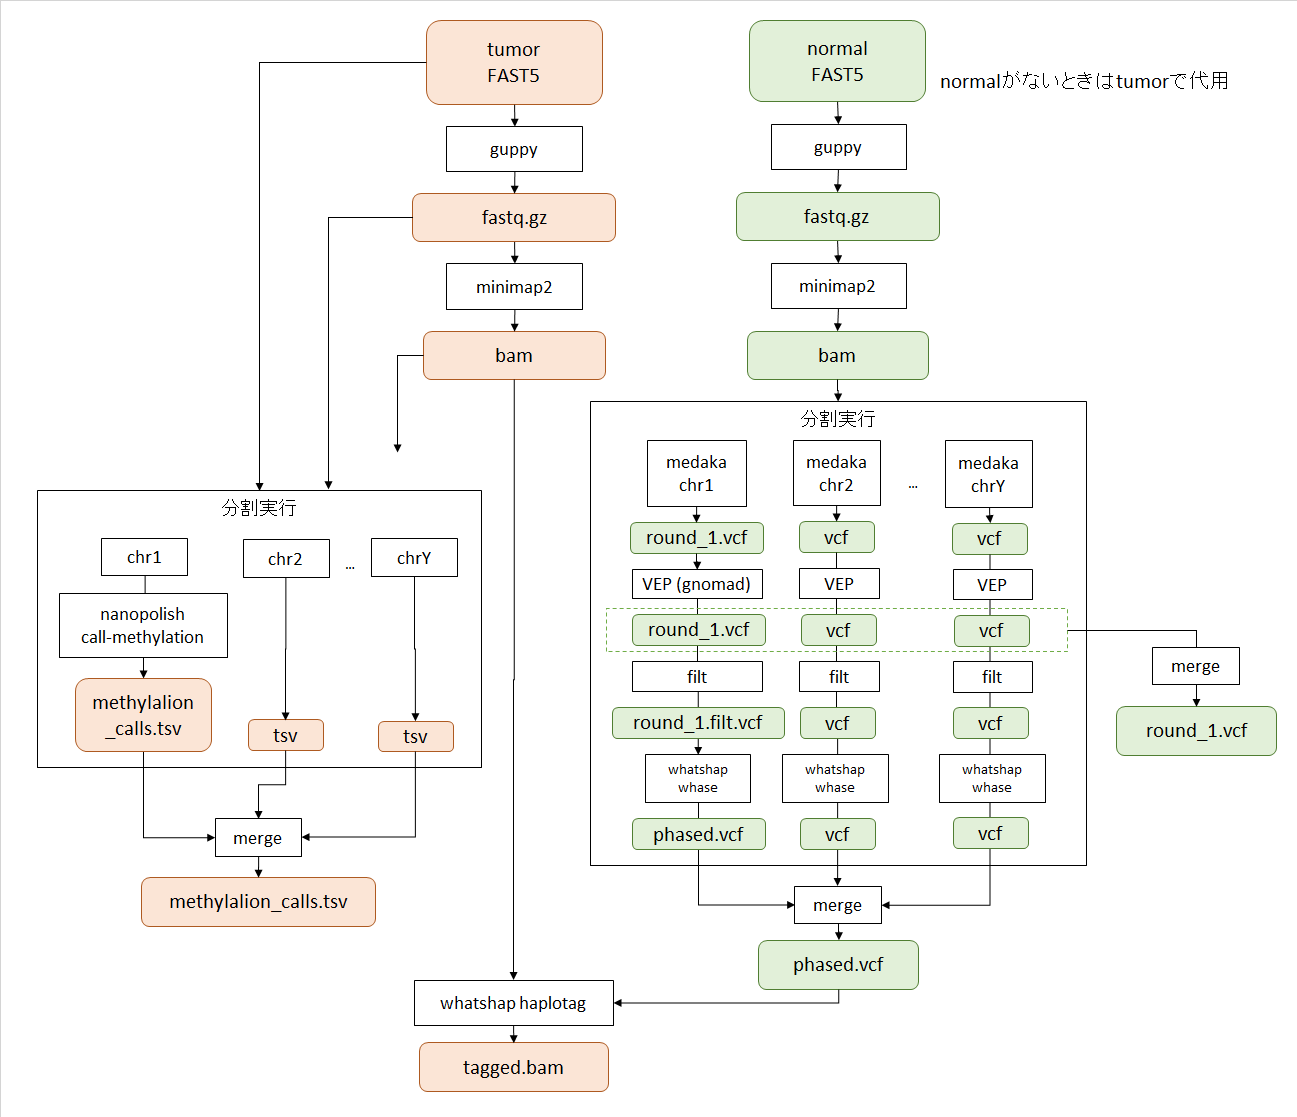 tumor
FAST5
normal
FAST5
normalがないときはtumorで代用
guppy
guppy
fastq.gz
fastq.gz
minimap2
minimap2
bam
bam
分割実行
medaka
chr1
medaka
chr2
...
medaka
chrY
round_1.vcf
vcf
vcf
VEP (gnomad)
VEP
VEP
round_1.vcf
vcf
vcf
filt
filt
filt
round_1.filt.vcf
vcf
vcf
whatshap
whase
whatshap
whase
whatshap
whase
phased.vcf
vcf
vcf
merge
round_1.vcf
merge
phased.vcf
分割実行
chr1
chr2
...
chrY
nanopolish
call-methylation
methylalion
_calls.tsv
tsv
tsv
merge
methylalion_calls.tsv
whatshap haplotag
tagged.bam